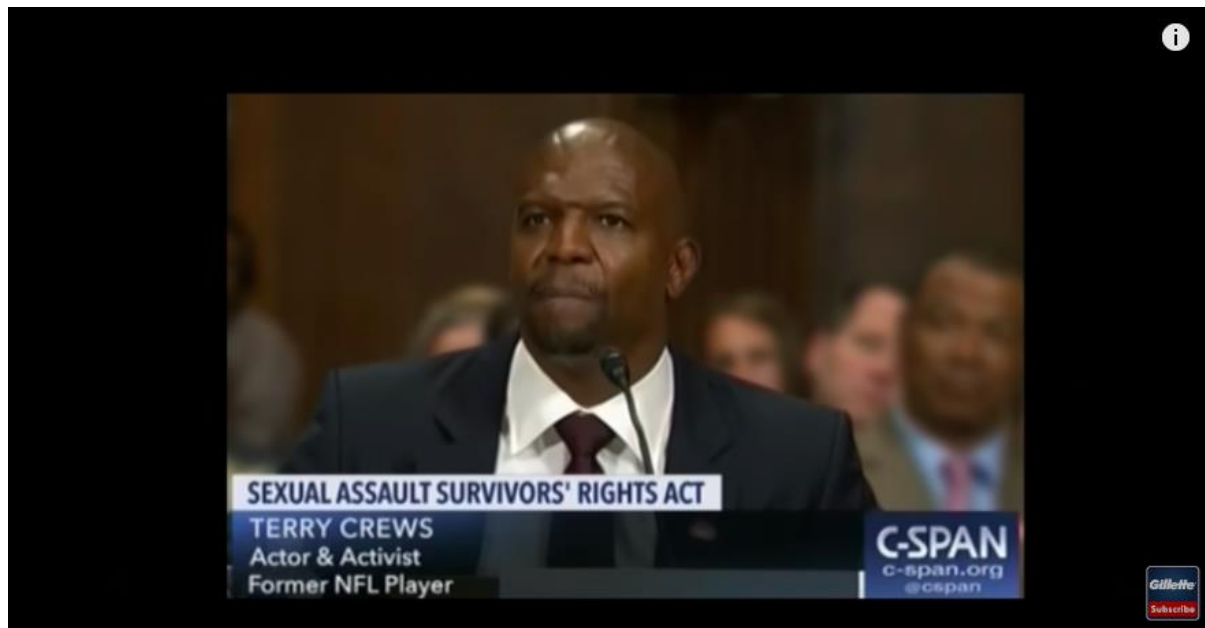 i
SEXUAL ASSAULT SURVIVORS' RIGHTS ACT
TERRY CREWS
Actor & Activist
Former NFL Player
C-SPAN
c-span.org
@cspan
Gillette
Subscribe